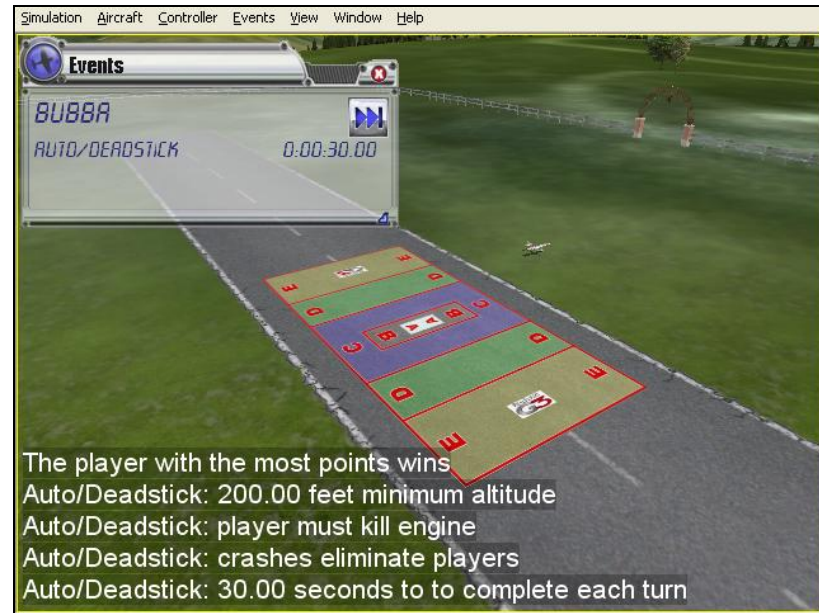 Simulation Aircraft Controller Events View Window Help
Events
BUBBA
AUTO/DEADSTICK 0:00:30.00
E E
D D
C B A A B C
D D
E E
The player with the most points wins
Auto/Deadstick: 200.00 feet minimum altitude
Auto/Deadstick: player must kill engine
Auto/Deadstick: crashes eliminate players
Auto/Deadstick: 30.00 seconds to to complete each turn